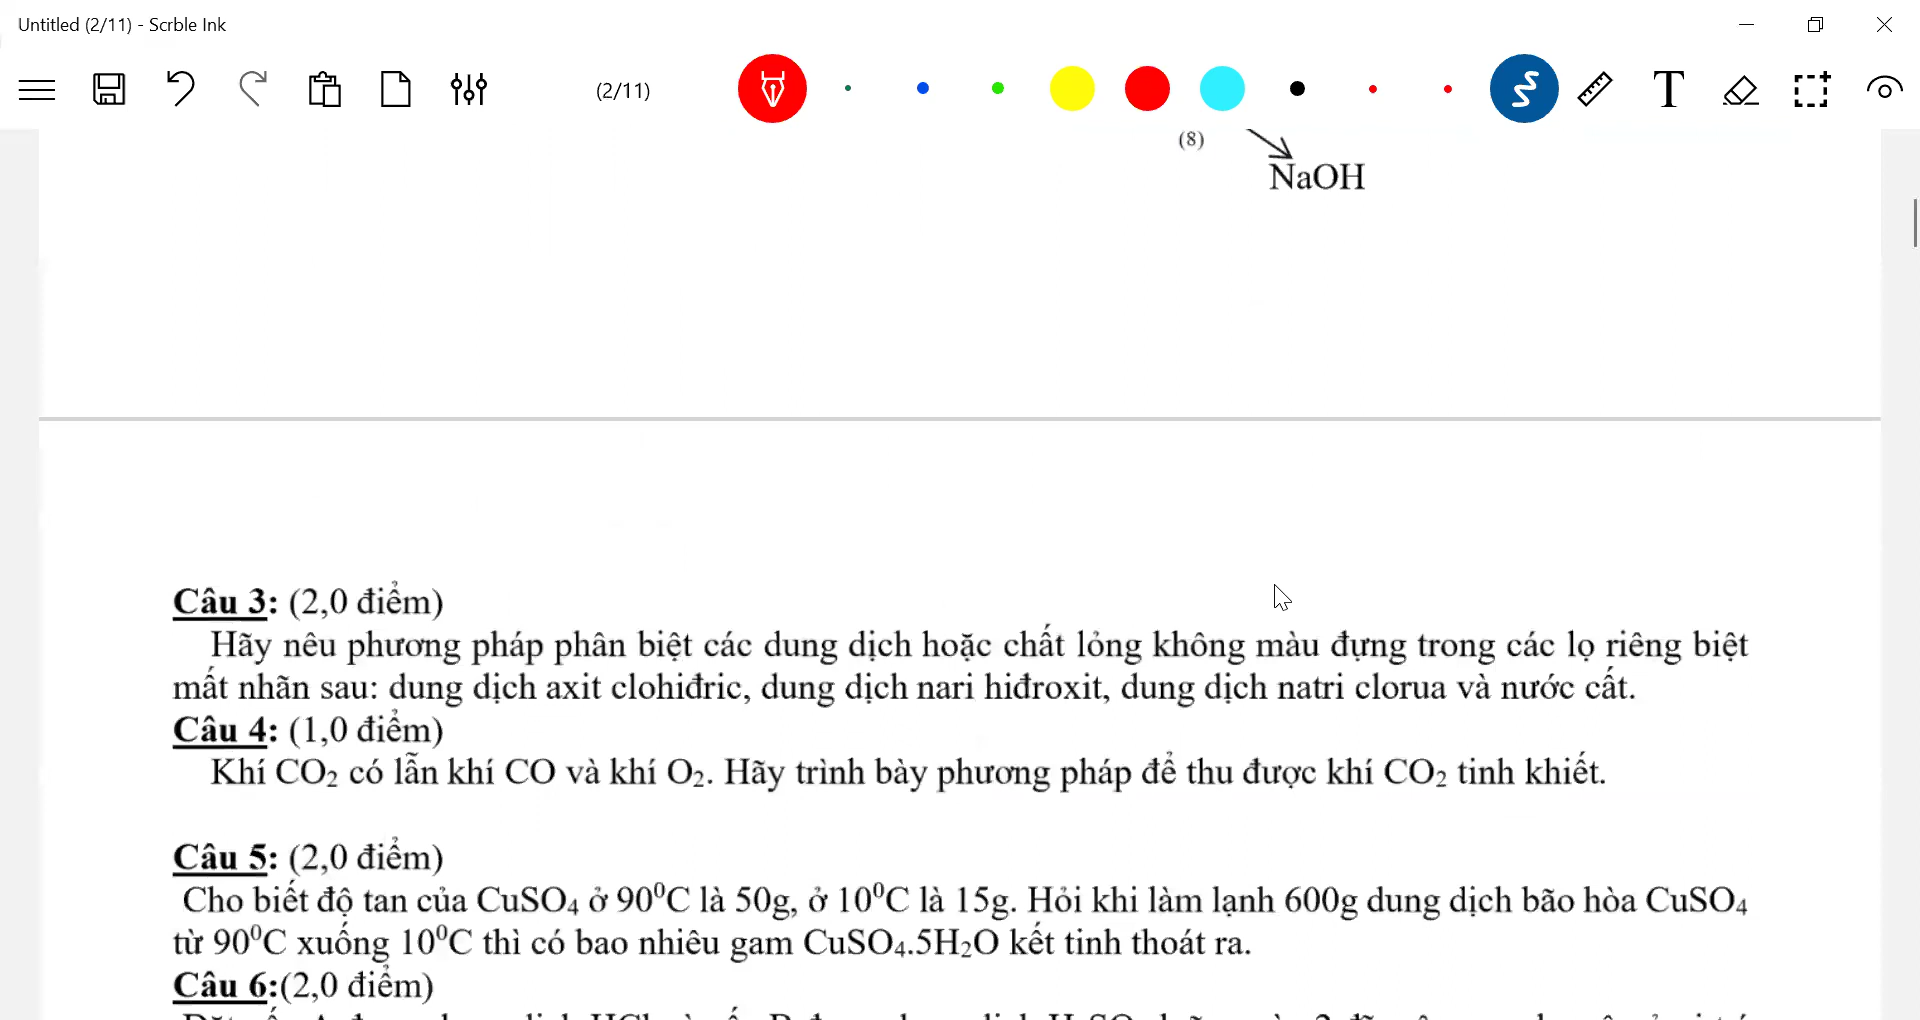 Untitled (2/11) - Scrble Ink
(2/11)
T
(8)
NaOH
Câu 3: (2,0 điểm)
Hãy nêu phương pháp phân biệt các dung dịch hoặc chất lỏng không màu đựng trong các lọ riêng biệt
mất nhãn sau: dung dịch axit clohiđric, dung dịch nari hiđroxit, dung dịch natri clorua và nước cất.
Câu 4: (1,0 điểm)
Khí CO₂ có lẫn khí CO và khí O₂. Hãy trình bày phương pháp để thu được khí CO₂ tinh khiết.
Câu 5: (2,0 điểm)
Cho biết độ tan của CuSO₄ ở 90⁰C là 50g, ở 10⁰C là 15g. Hỏi khi làm lạnh 600g dung dịch bão hòa CuSO₄
từ 90⁰C xuống 10⁰C thì có bao nhiêu gam CuSO₄.5H₂O kết tinh thoát ra.
Câu 6:(2,0 điểm)